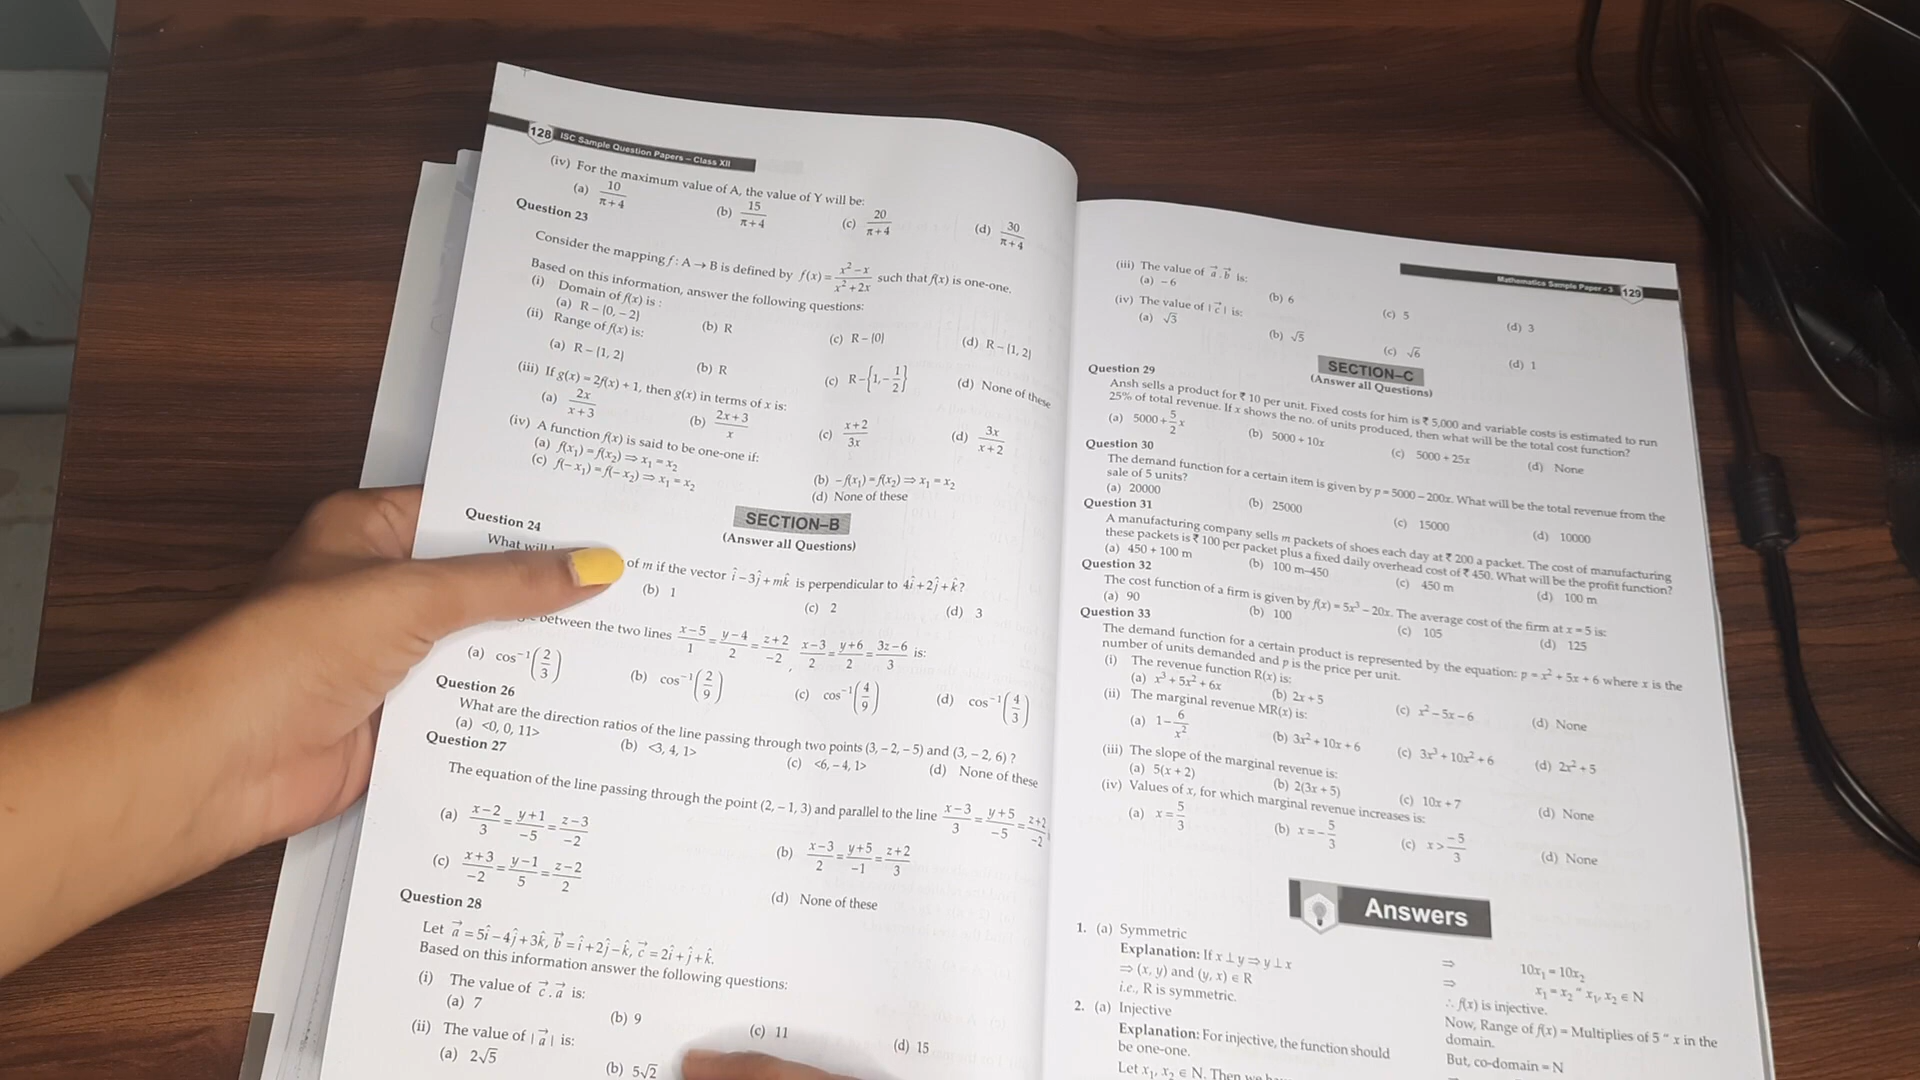 128 ISC Sample Question Papers – Class XII
(iv) For the maximum value of A, the value of Y will be:
(a) 10/(π+4) (b) 15/(π+4) (c) 20/(π+4) (d) 30/(π+4)
Question 23
Consider the mapping f : A → B is defined by f(x) = (x² – x)/(x² + 2x) such that f(x) is one-one.
Based on this information, answer the following questions:
(i) Domain of f(x) is :
(a) R – {0, – 2} (b) R (c) R – {0} (d) R – {1, 2}
(ii) Range of f(x) is:
(a) R – {1, 2} (b) R (c) R – {1, – 1/2} (d) None of these
(iii) If g(x) = 2f(x) + 1, then g(x) in terms of x is:
(a) 2x/(x+3) (b) (2x+3)/x (c) (x+2)/3x (d) 3x/(x+2)
(iv) A function f(x) is said to be one-one if:
(a) f(x₁) = f(x₂) ⇒ x₁ = x₂ (b) – f(x₁) = f(x₂) ⇒ x₁ = x₂
(c) f(– x₁) = f(– x₂) ⇒ x₁ = x₂ (d) None of these
SECTION–B
(Answer all Questions)
Question 24
What will of m if the vector î – 3ĵ + mk̂ is perpendicular to 4î + 2ĵ + k̂ ?
(b) 1 (c) 2 (d) 3
between the two lines (x–5)/1 = (y–4)/2 = (z+2)/–2 , (x–3)/2 = (y+6)/2 = (3z–6)/3 is:
(a) cos⁻¹(2/3) (b) cos⁻¹(2/9) (c) cos⁻¹(4/9) (d) cos⁻¹(4/3)
Question 26
What are the direction ratios of the line passing through two points (3, – 2, – 5) and (3, – 2, 6) ?
(a) <0, 0, 11> (b) <3, 4, 1> (c) <6, – 4, 1> (d) None of these
Question 27
The equation of the line passing through the point (2, – 1, 3) and parallel to the line (x–3)/3 = (y+5)/–5 = (z+2)/–2
(a) (x–2)/3 = (y+1)/–5 = (z–3)/–2 (b) (x–3)/2 = (y+5)/–1 = (z+2)/3
(c) (x+3)/–2 = (y–1)/5 = (z–2)/2 (d) None of these
Question 28
Let a⃗ = 5î – 4ĵ + 3k̂, b⃗ = î + 2ĵ – k̂, c⃗ = 2î + ĵ + k̂.
Based on this information answer the following questions:
(i) The value of c⃗ . a⃗ is:
(a) 7 (b) 9 (c) 11 (d) 15
(ii) The value of | a⃗ | is:
(a) 2√5 (b) 5√2
Mathematics Sample Paper - 3 129
(iii) The value of a⃗ . b⃗ is:
(a) – 6 (b) 6 (c) 5 (d) 3
(iv) The value of | c⃗ | is:
(a) √3 (b) √5 (c) √6 (d) 1
SECTION–C
(Answer all Questions)
Question 29
Ansh sells a product for ₹ 10 per unit. Fixed costs for him is ₹ 5,000 and variable costs is estimated to run
25% of total revenue. If x shows the no. of units produced, then what will be the total cost function?
(a) 5000 + 5/2 x (b) 5000 + 10x (c) 5000 + 25x (d) None
Question 30
The demand function for a certain item is given by p = 5000 – 200x. What will be the total revenue from the
sale of 5 units?
(a) 20000 (b) 25000 (c) 15000 (d) 10000
Question 31
A manufacturing company sells m packets of shoes each day at ₹ 200 a packet. The cost of manufacturing
these packets is ₹ 100 per packet plus a fixed daily overhead cost of ₹ 450. What will be the profit function?
(a) 450 + 100 m (b) 100 m–450 (c) 450 m (d) 100 m
Question 32
The cost function of a firm is given by f(x) = 5x³ – 20x. The average cost of the firm at x = 5 is:
(a) 90 (b) 100 (c) 105 (d) 125
Question 33
The demand function for a certain product is represented by the equation: p = x² + 5x + 6 where x is the
number of units demanded and p is the price per unit.
(i) The revenue function R(x) is:
(a) x³ + 5x² + 6x (b) 2x + 5 (c) x² – 5x – 6 (d) None
(ii) The marginal revenue MR(x) is:
(a) 1 – 6/x² (b) 3x² + 10x + 6 (c) 3x³ + 10x² + 6 (d) 2x² + 5
(iii) The slope of the marginal revenue is:
(a) 5(x + 2) (b) 2(3x + 5) (c) 10x + 7 (d) None
(iv) Values of x, for which marginal revenue increases is:
(a) x = 5/3 (b) x = – 5/3 (c) x > –5/3 (d) None
Answers
1. (a) Symmetric
Explanation: If x ⊥ y ⇒ y ⊥ x
⇒ (x, y) and (y, x) ∈ R
i.e., R is symmetric.
2. (a) Injective
Explanation: For injective, the function should
be one-one.
Let x₁, x₂ ∈ N. Then we
⇒ 10x₁ = 10x₂
⇒ x₁ = x₂ " x₁, x₂ ∈ N
∴ f(x) is injective.
Now, Range of f(x) = Multiplies of 5 " x in the
domain.
But, co-domain = N